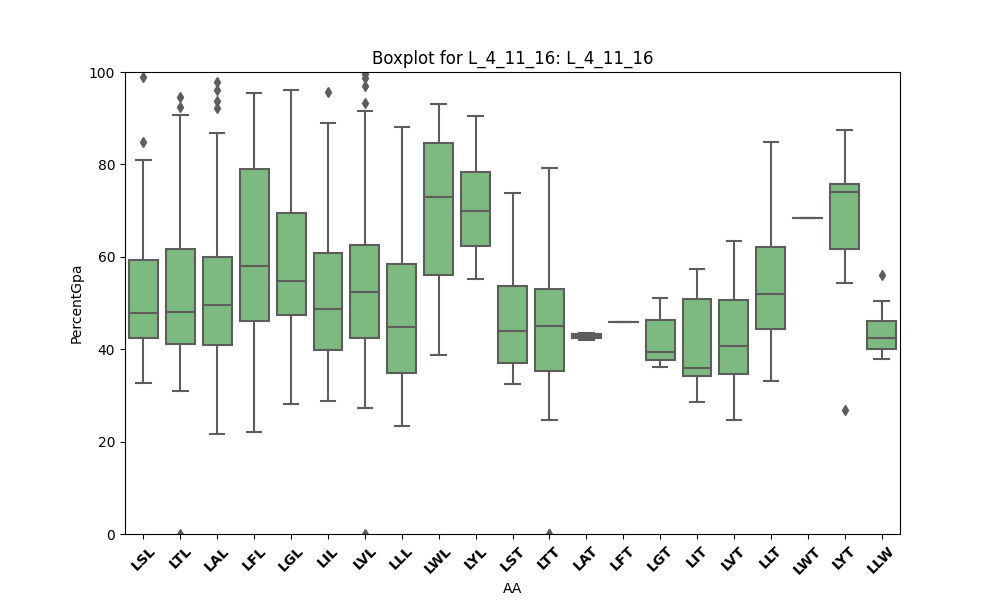 Boxplot for L_4_11_16: L_4_11_16
PercentGpa
100
80
60
40
20
0
LSL LTL LAL LFL LGL LIL LVL LLL LWL LYL LST LTT LAT LFT LGT LIT LVT LLT LWT LYT LLW
AA